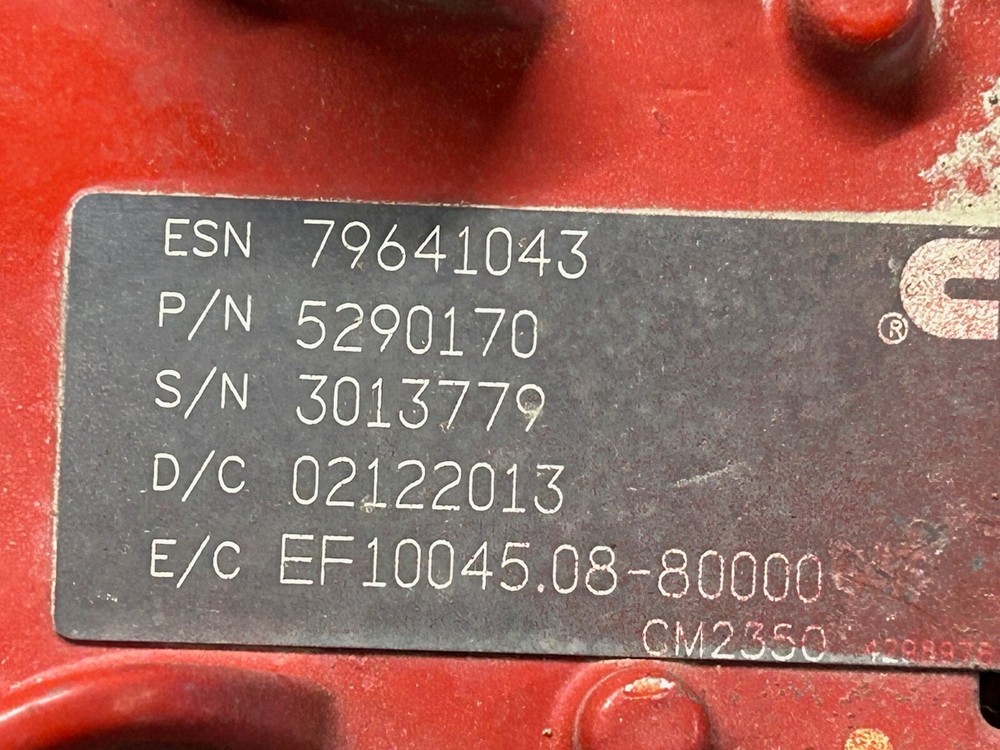 ESN 79641043
P/N 5290170
S/N 3013779
D/C 02122013
®
E/C EF10045.08-80000
CM2350